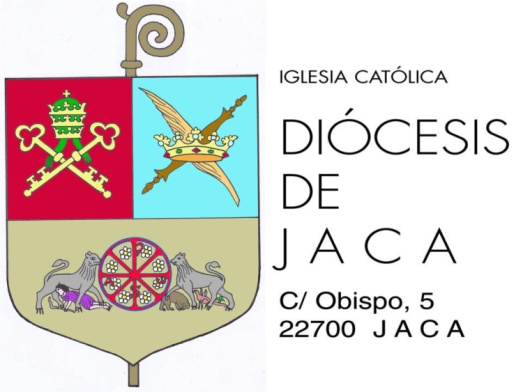 IGLESIA CATÓLICA
DIÓCESIS
DE
JACA
C/ Obispo, 5
22700 JACA